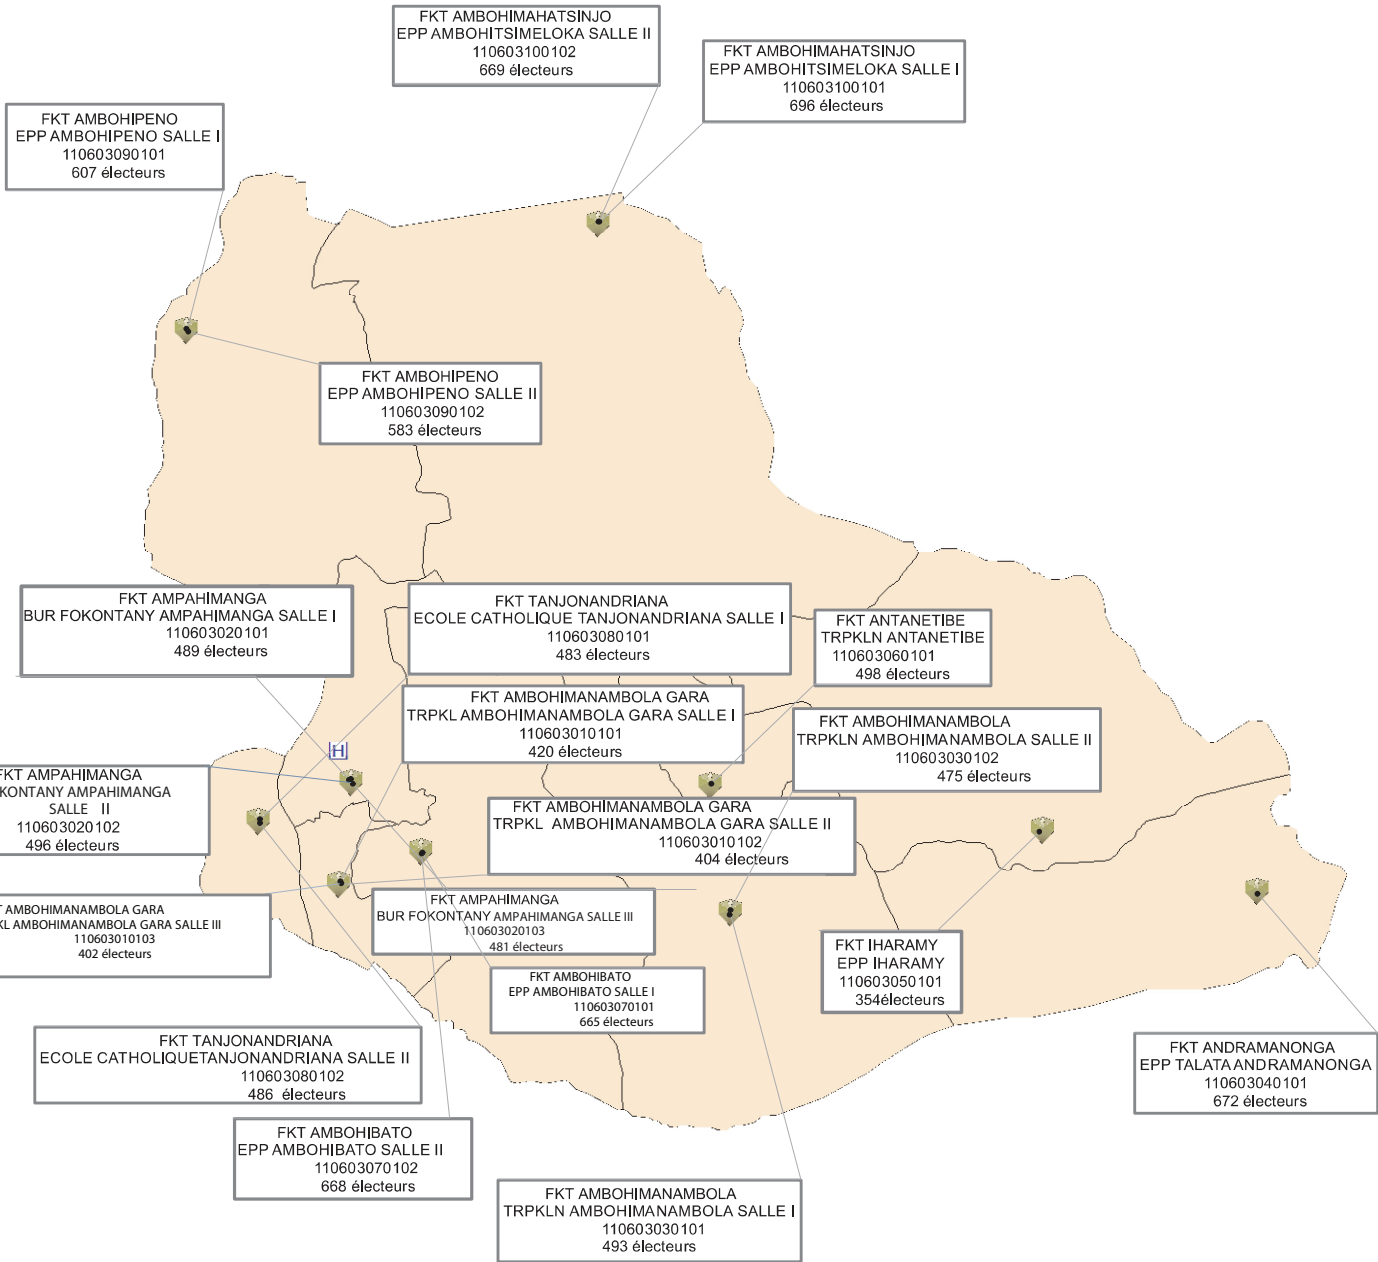 FKT AMBOHIMAHATSINJO
EPP AMBOHITSIMELOKA SALLE II
110603100102
669 électeurs
FKT AMBOHIMAHATSINJO
EPP AMBOHITSIMELOKA SALLE I
110603100101
696 électeurs
FKT AMBOHIPENO
EPP AMBOHIPENO SALLE I
110603090101
607 électeurs
FKT AMBOHIPENO
EPP AMBOHIPENO SALLE II
110603090102
583 électeurs
FKT AMPAHIMANGA
BUR FOKONTANY AMPAHIMANGA SALLE I
110603020101
489 électeurs
FKT TANJONANDRIANA
ECOLE CATHOLIQUE TANJONANDRIANA SALLE I
110603080101
483 électeurs
FKT ANTANETIBE
TRPKLN ANTANETIBE
110603060101
498 électeurs
FKT AMBOHIMANAMBOLA GARA
TRPKL AMBOHIMANAMBOLA GARA SALLE I
110603010101
420 électeurs
FKT AMBOHIMANAMBOLA
TRPKLN AMBOHIMANAMBOLA SALLE II
110603030102
475 électeurs
H
FKT AMPAHIMANGA
KONTANY AMPAHIMANGA
SALLE II
110603020102
496 électeurs
FKT AMBOHIMANAMBOLA GARA
TRPKL AMBOHIMANAMBOLA GARA SALLE II
110603010102
404 électeurs
T AMBOHIMANAMBOLA GARA
KL AMBOHIMANAMBOLA GARA SALLE III
110603010103
402 électeurs
FKT AMPAHIMANGA
BUR FOKONTANY AMPAHIMANGA SALLE III
110603020103
481 électeurs
FKT IHARAMY
EPP IHARAMY
110603050101
354électeurs
FKT AMBOHIBATO
EPP AMBOHIBATO SALLE I
110603070101
665 électeurs
FKT TANJONANDRIANA
ECOLE CATHOLIQUETANJONANDRIANA SALLE II
110603080102
486 électeurs
FKT ANDRAMANONGA
EPP TALATA ANDRAMANONGA
110603040101
672 électeurs
FKT AMBOHIBATO
EPP AMBOHIBATO SALLE II
110603070102
668 électeurs
FKT AMBOHIMANAMBOLA
TRPKLN AMBOHIMANAMBOLA SALLE I
110603030101
493 électeurs